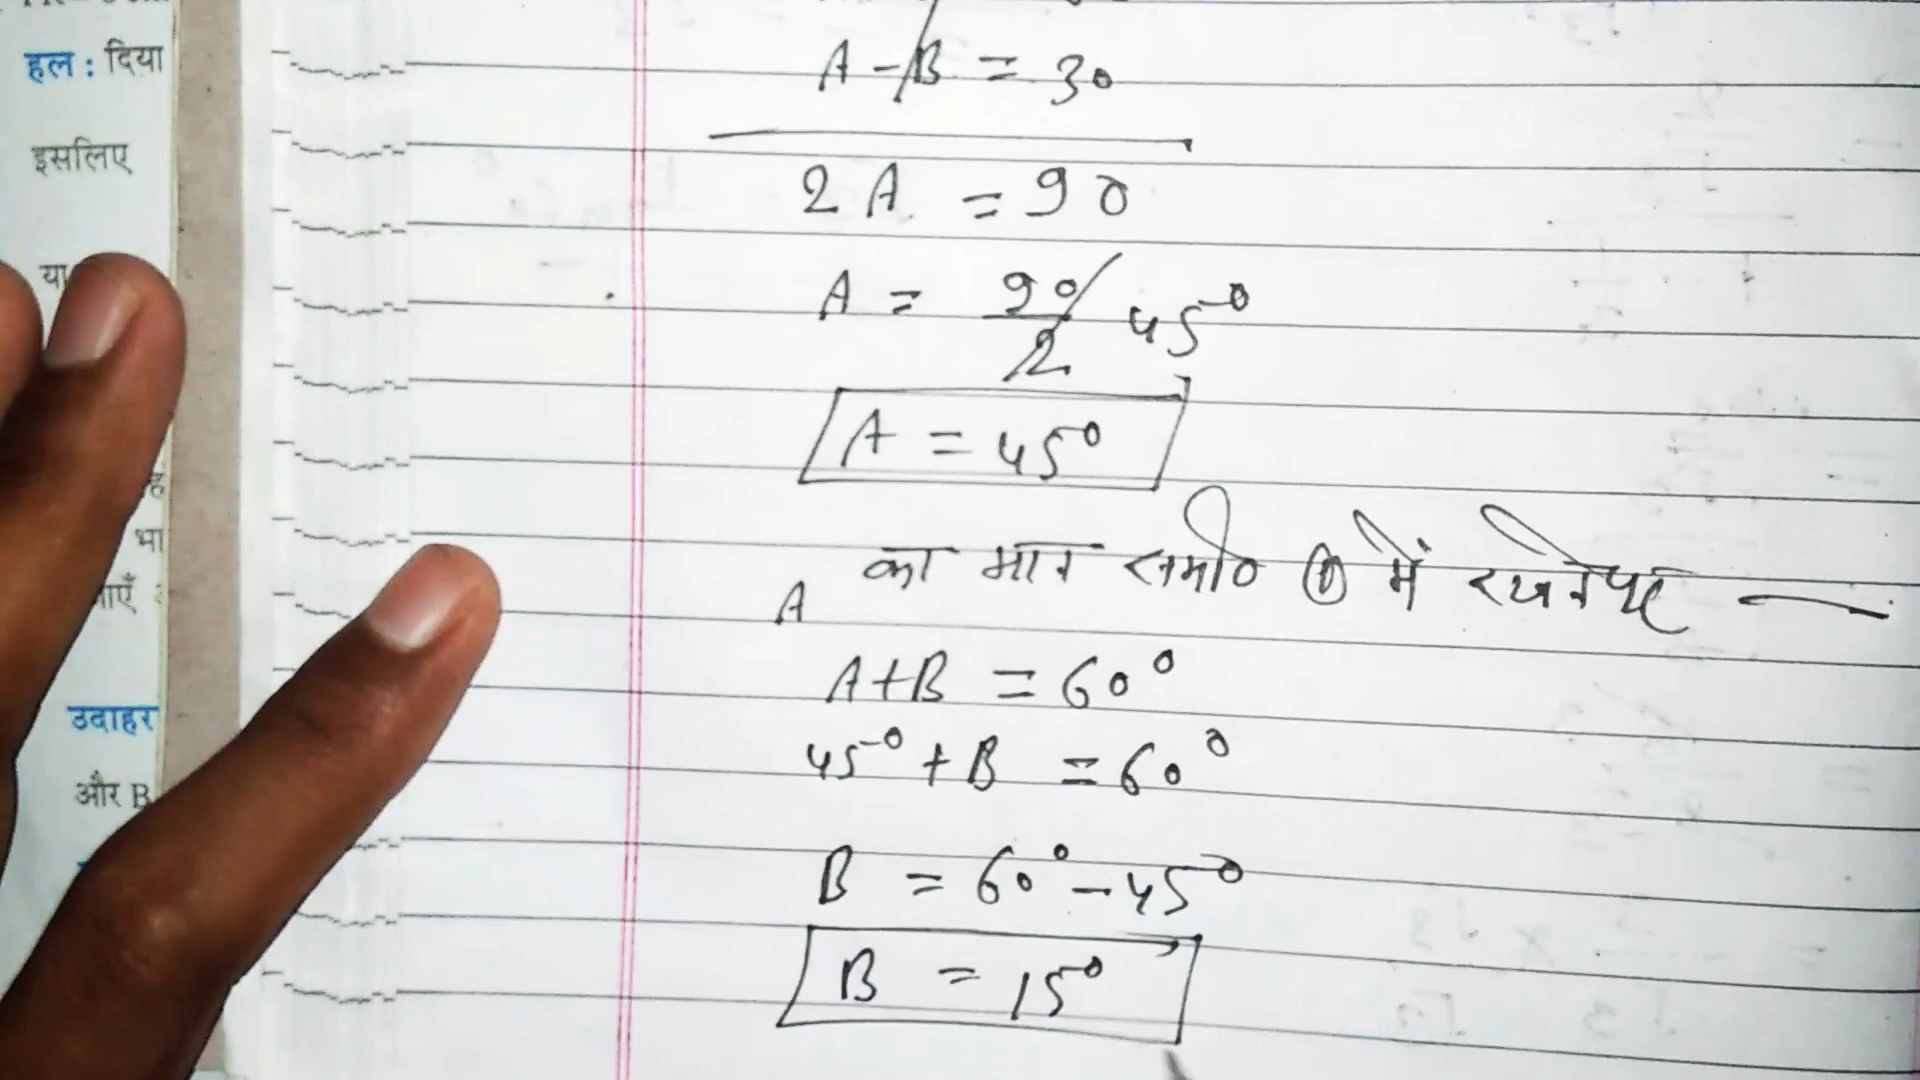 हल : दिया
इसलिए
या
भा
उदाहर
और B
A - B = 30
2A = 90
A = 90/2 45°
A = 45°
A का मान समी० ① में रखने पर —
A+B = 60°
45° + B = 60°
B = 60° - 45°
B = 15°